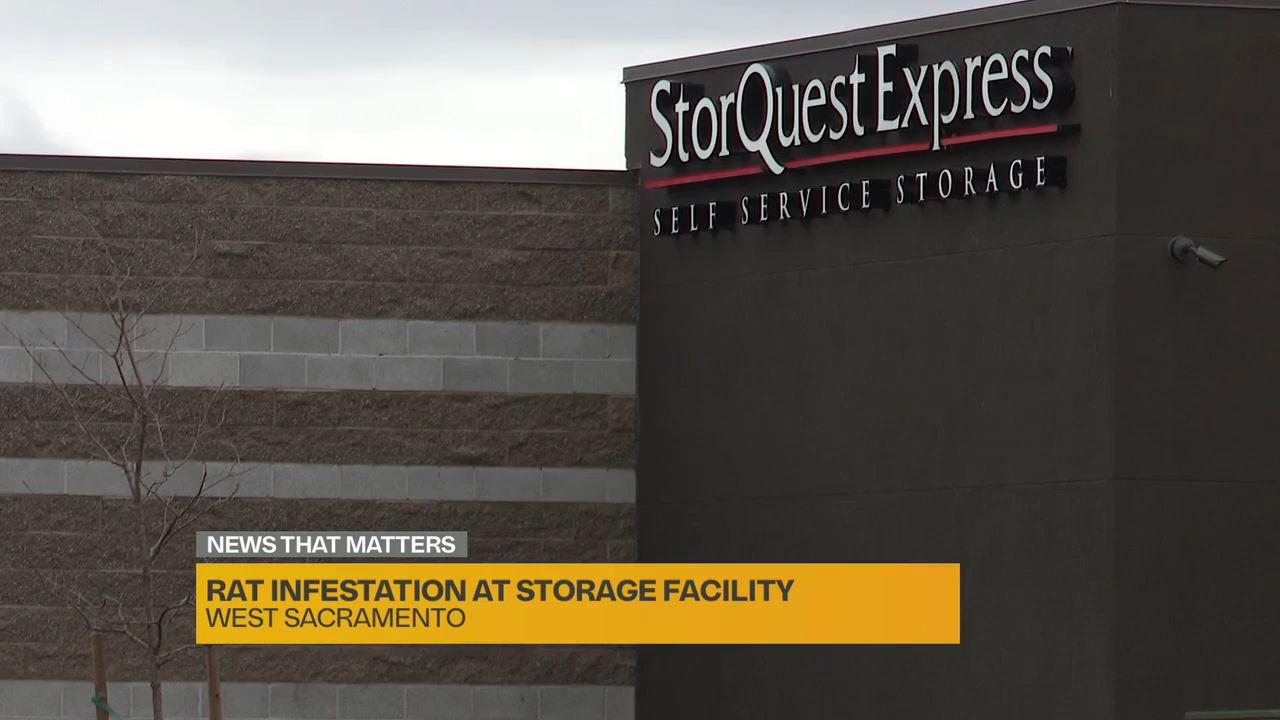 StorQuest Express
SELF SERVICE STORAGE
NEWS THAT MATTERS
RAT INFESTATION AT STORAGE FACILITY
WEST SACRAMENTO